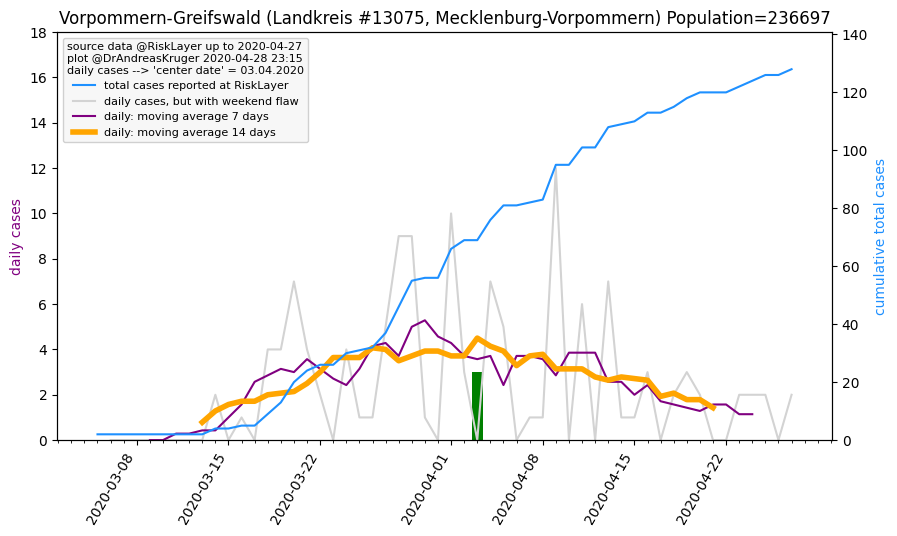 Vorpommern-Greifswald (Landkreis #13075, Mecklenburg-Vorpommern) Population=236697
source data @RiskLayer up to 2020-04-27
plot @DrAndreasKruger 2020-04-28 23:15
daily cases --> 'center date' = 03.04.2020
total cases reported at RiskLayer
daily cases, but with weekend flaw
daily: moving average 7 days
daily: moving average 14 days
daily cases
18
16
14
12
10
8
6
4
2
0
cumulative total cases
140
120
100
80
60
40
20
0
2020-03-08
2020-03-15
2020-03-22
2020-04-01
2020-04-08
2020-04-15
2020-04-22